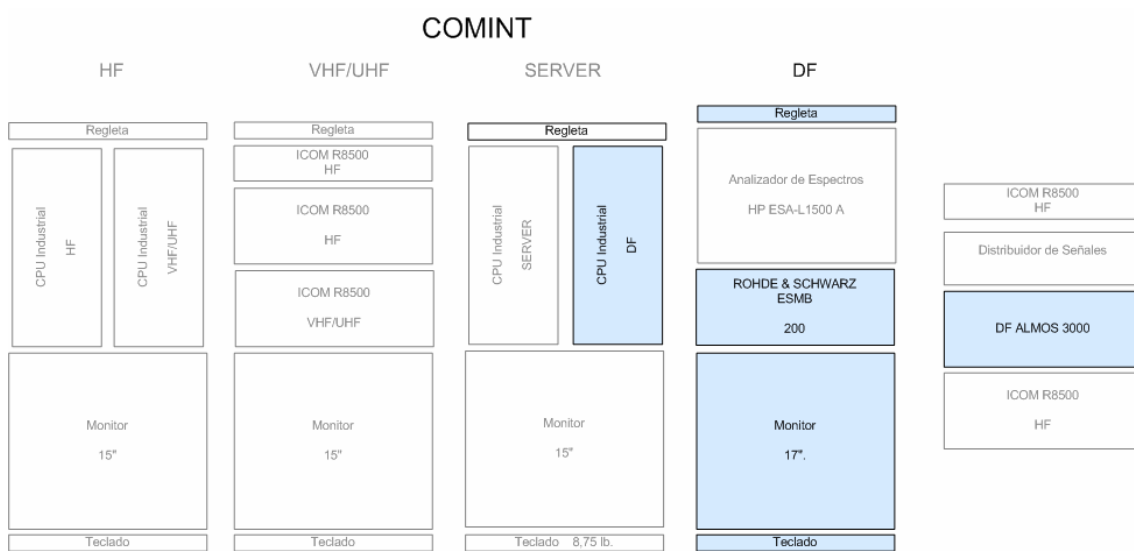 COMINT
HF
VHF/UHF
SERVER
DF
Regleta
CPU Industrial
HF
CPU Industrial
VHF/UHF
Monitor
15"
Teclado
Regleta
ICOM R8500
HF
ICOM R8500
HF
ICOM R8500
VHF/UHF
Monitor
15"
Teclado
Regleta
CPU Industrial
SERVER
CPU Industrial
DF
Monitor
15"
Teclado 8,75 lb.
Regleta
Analizador de Espectros
HP ESA-L1500 A
ROHDE & SCHWARZ
ESMB
200
Monitor
17".
Teclado
ICOM R8500
HF
Distribuidor de Señales
DF ALMOS 3000
ICOM R8500
HF